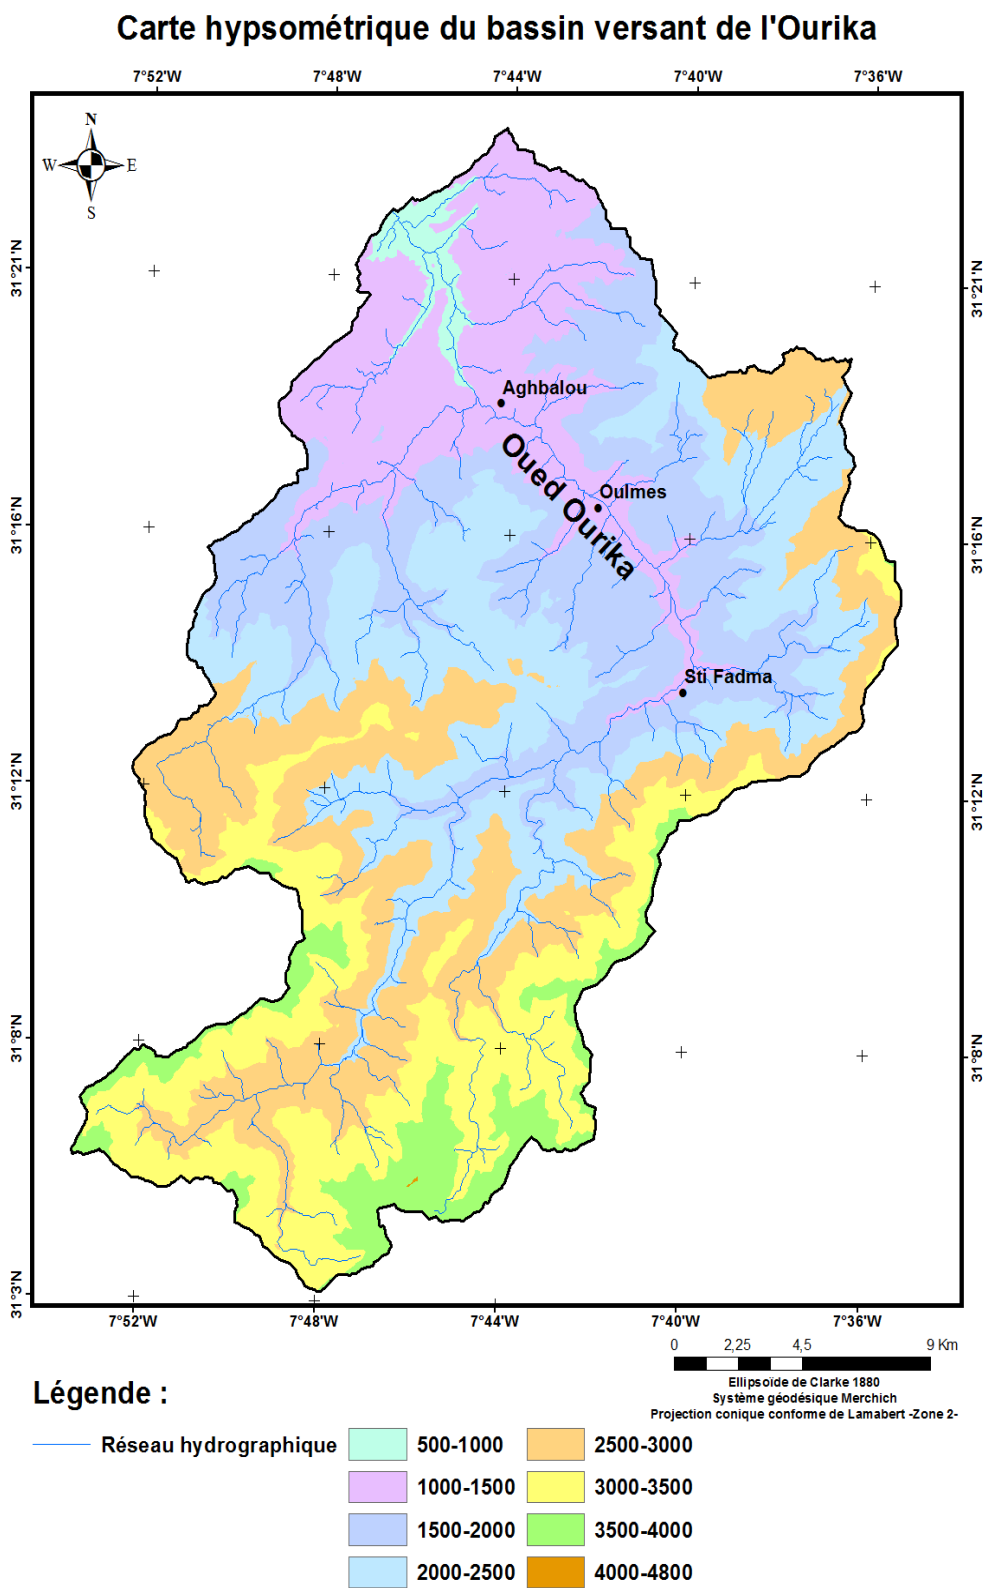 Carte hypsométrique du bassin versant de l'Ourika
7°52'W 7°48'W 7°44'W 7°40'W 7°36'W
N
W E
S
31°21'N
31°21'N
Aghbalou
Oued Ourika
Oulmes
31°16'N
31°16'N
Sti Fadma
31°12'N
31°12'N
31°8'N
31°8'N
31°3'N
7°52'W 7°48'W 7°44'W 7°40'W 7°36'W
0 2,25 4,5 9 Km
Ellipsoïde de Clarke 1880
Système géodésique Merchich
Projection conique conforme de Lamabert -Zone 2-
Légende :
Réseau hydrographique
500-1000
1000-1500
1500-2000
2000-2500
2500-3000
3000-3500
3500-4000
4000-4800